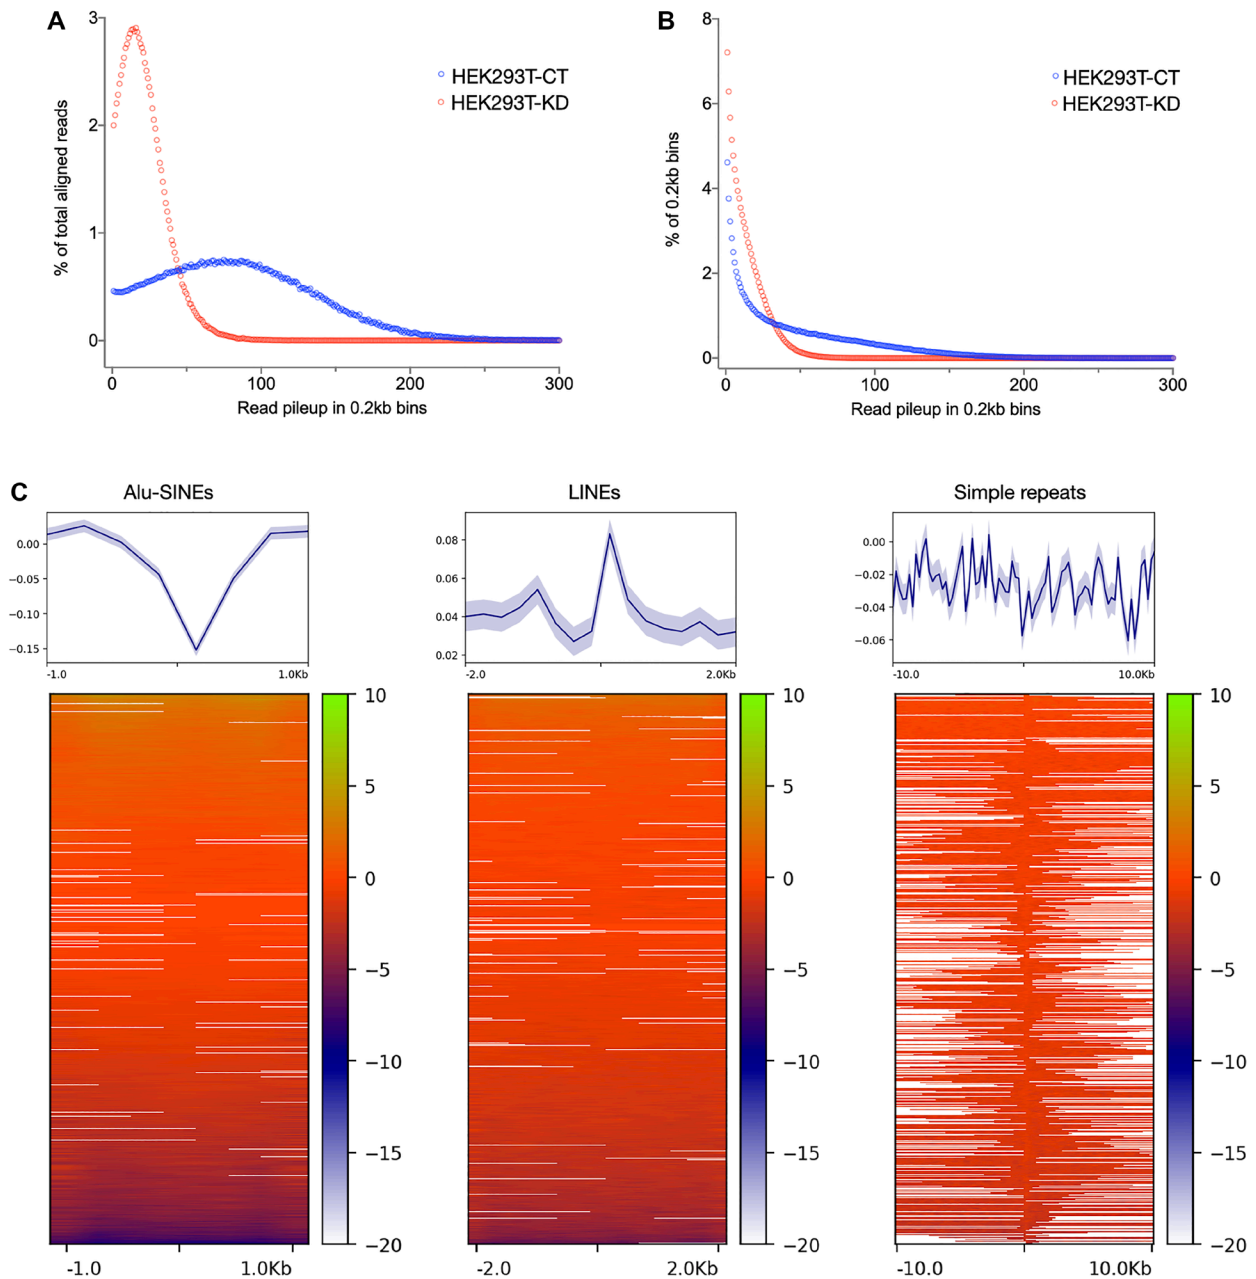 A
3
2
1
0
% of total aligned reads
0
100
200
300
Read pileup in 0.2kb bins
HEK293T-CT
HEK293T-KD
B
8
6
4
2
0
% of 0.2kb bins
0
100
200
300
Read pileup in 0.2kb bins
HEK293T-CT
HEK293T-KD
C
Alu-SINEs
0.00
−0.05
−0.10
−0.15
-1.0
1.0Kb
10
5
0
−5
−10
−15
−20
-1.0
1.0Kb
LINEs
0.08
0.06
0.04
0.02
-2.0
2.0Kb
10
5
0
−5
−10
−15
−20
-2.0
2.0Kb
Simple repeats
0.00
−0.02
−0.04
−0.06
-10.0
10.0Kb
10
5
0
−5
−10
−15
−20
-10.0
10.0Kb